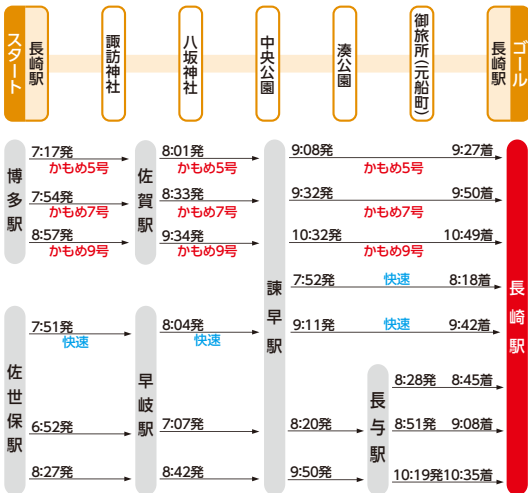 スタート 長崎駅
諏訪神社
八坂神社
中央公園
湊公園
御旅所(元船町)
長崎駅 ゴール
博多駅
佐賀駅
諫早駅
長崎駅
7:17発 8:01発 9:08発 9:27着
かもめ5号 かもめ5号 かもめ5号
7:54発 8:33発 9:32発 9:50着
かもめ7号 かもめ7号 かもめ7号
8:57発 9:34発 10:32発 10:49着
かもめ9号 かもめ9号 かもめ9号
7:52発 快速 8:18着
佐世保駅
早岐駅
7:51発 8:04発 9:11発 快速 9:42着
快速 快速
長与駅
8:28発 8:45着
6:52発 7:07発 8:20発 8:51発 9:08着
8:27発 8:42発 9:50発 10:19発 10:35着